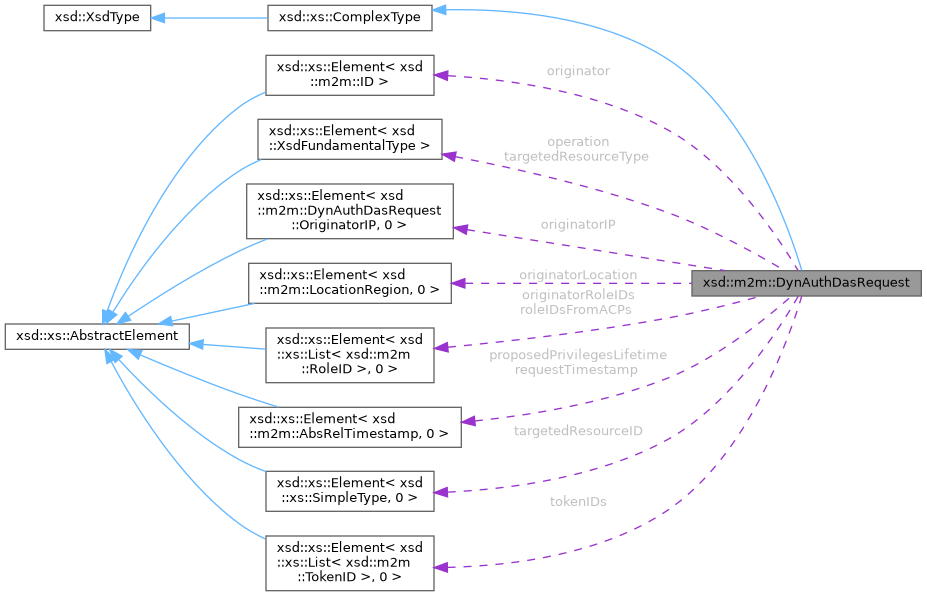 xsd::XsdType
xsd::xs::ComplexType
xsd::xs::Element< xsd
::m2m::ID >
originator
xsd::xs::Element< xsd
::XsdFundamentalType >
operation
targetedResourceType
xsd::xs::Element< xsd
::m2m::DynAuthDasRequest
::OriginatorIP, 0 >
originatorIP
xsd::xs::Element< xsd
::m2m::LocationRegion, 0 >
originatorLocation
xsd::m2m::DynAuthDasRequest
originatorRoleIDs
roleIDsFromACPs
xsd::xs::AbstractElement
xsd::xs::Element< xsd
::xs::List< xsd::m2m
::RoleID >, 0 >
proposedPrivilegesLifetime
requestTimestamp
xsd::xs::Element< xsd
::m2m::AbsRelTimestamp, 0 >
targetedResourceID
xsd::xs::Element< xsd
::xs::SimpleType, 0 >
tokenIDs
xsd::xs::Element< xsd
::xs::List< xsd::m2m
::TokenID >, 0 >